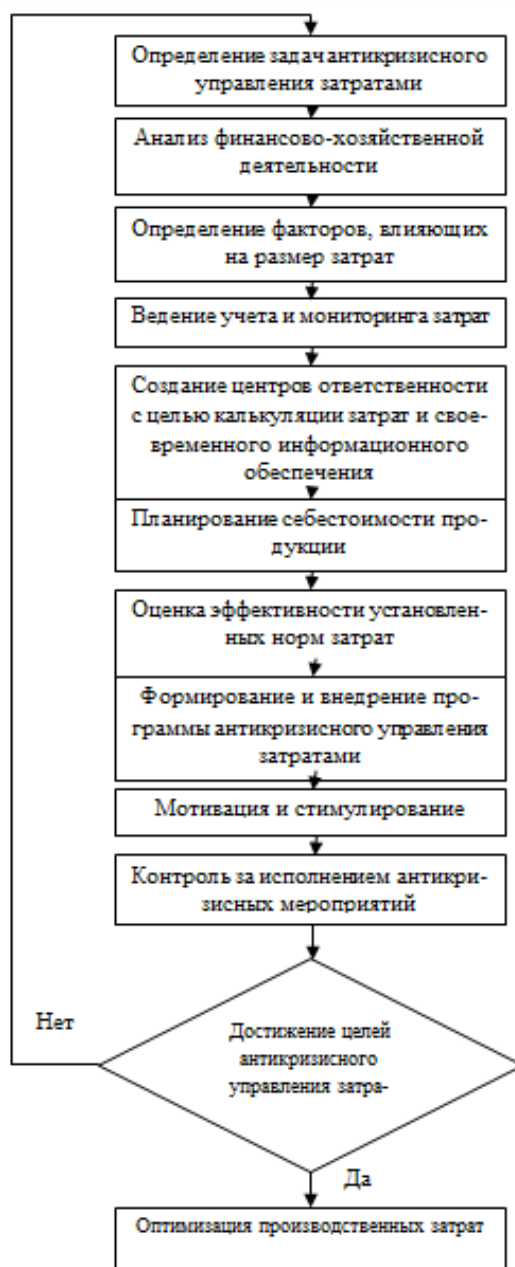 Определение задач антикризисного
управления затратами
Анализ финансово-хозяйственной
деятельности
Определение факторов, влияющих
на размер затрат
Ведение учета и мониторинга затрат
Создание центров ответственности
с целью калькуляции затрат и свое-
временного информационного
обеспечения
Планирование себестоимости про-
дукции
Оценка эффективности установлен-
ных норм затрат
Формирование и внедрение про-
граммы антикризисного управления
затратами
Мотивация и стимулирование
Контроль за исполнением антикри-
зисных мероприятий
Нет
Достижение целей
антикризисного
управления затра-
Да
Оптимизация производственных затрат